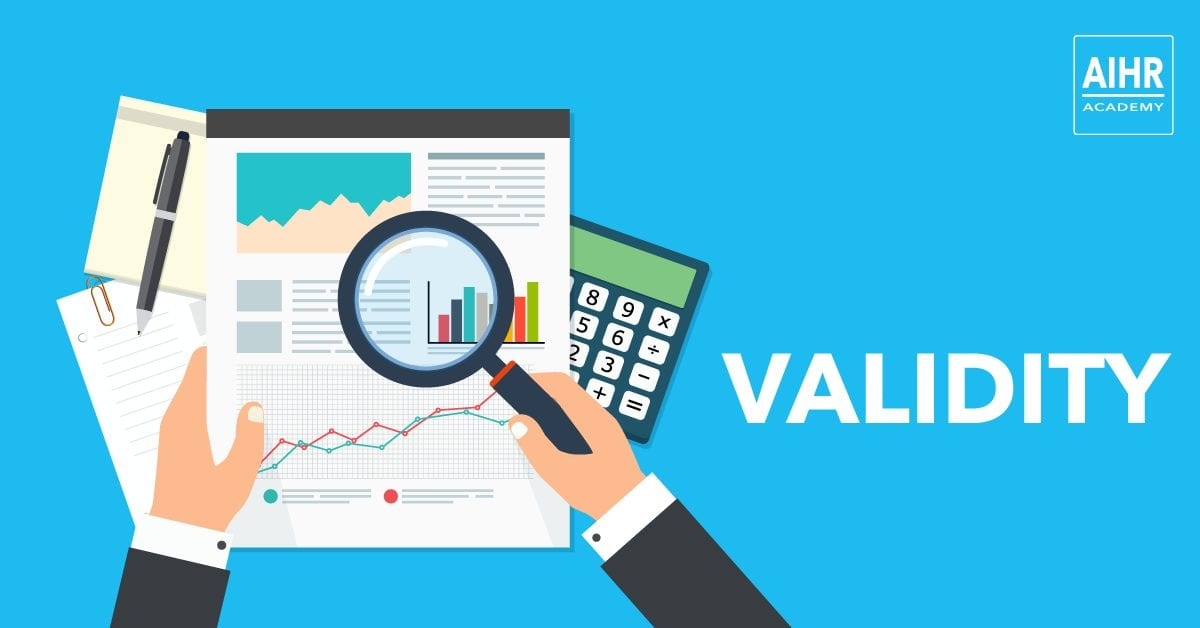 AIHR
ACADEMY
8 9 x
5 6 ÷
2 3 −
+ =
VALIDITY